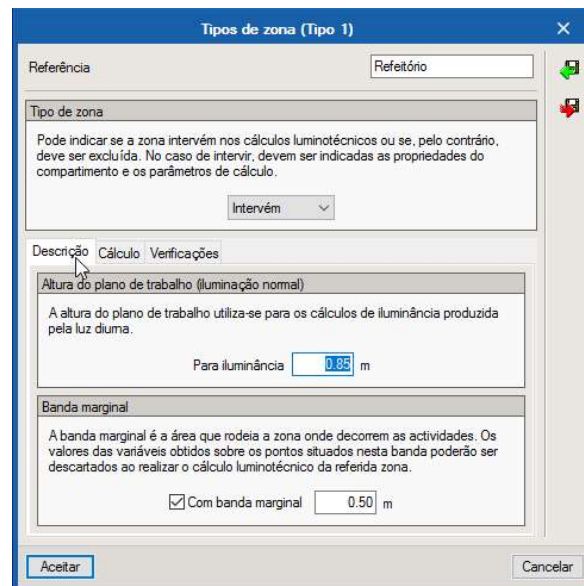 Tipos de zona (Tipo 1)
Referência Refeitório
Tipo de zona
Pode indicar se a zona intervém nos cálculos luminotécnicos ou se, pelo contrário,
deve ser excluída. No caso de intervir, devem ser indicadas as propriedades do
compartimento e os parâmetros de cálculo.
Intervém
Descrição Cálculo Verificações
Altura do plano de trabalho (iluminação normal)
A altura do plano de trabalho utiliza-se para os cálculos de iluminância produzida
pela luz diurna.
Para iluminância 0.85 m
Banda marginal
A banda marginal é a área que rodeia a zona onde decorrem as actividades. Os
valores das variáveis obtidos sobre os pontos situados nesta banda poderão ser
descartados ao realizar o cálculo luminotécnico da referida zona.
Com banda marginal 0.50 m
Aceitar Cancelar